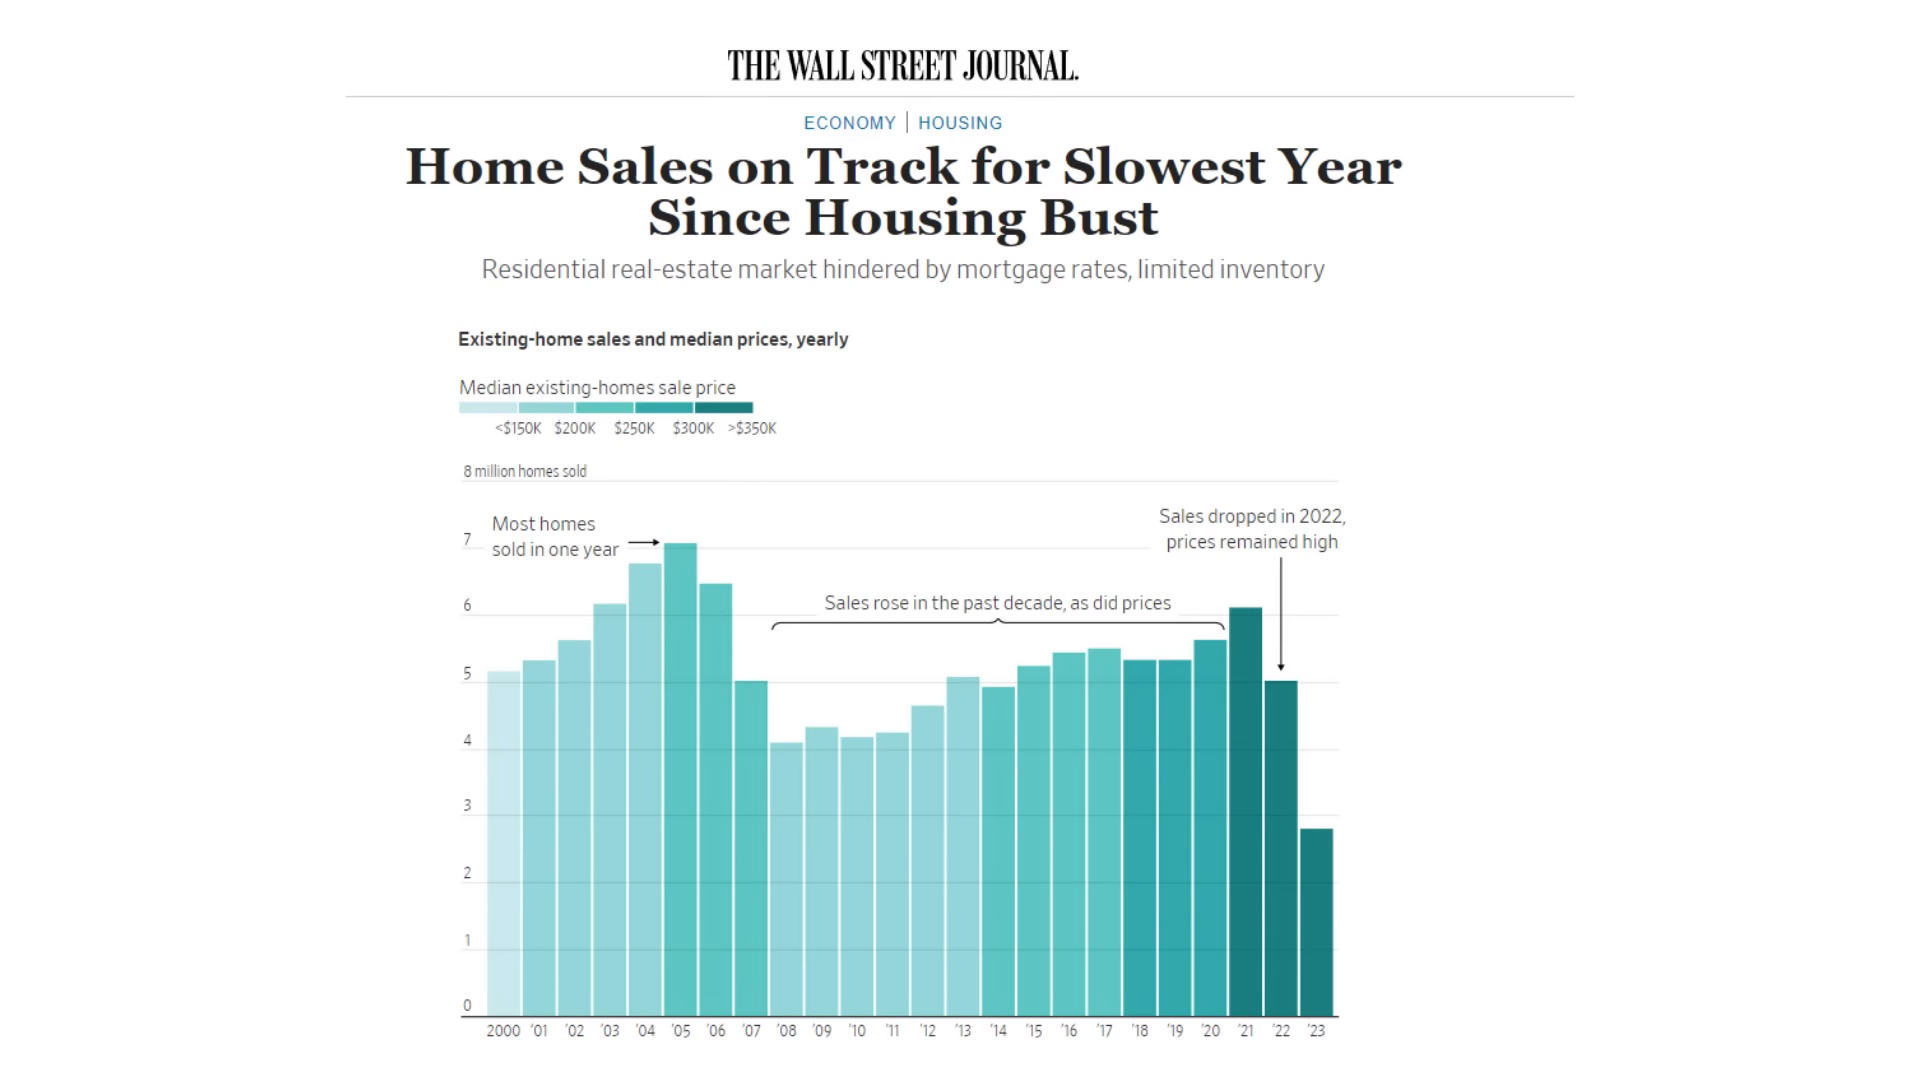 THE WALL STREET JOURNAL.
ECONOMY | HOUSING
Home Sales on Track for Slowest Year
Since Housing Bust
Residential real-estate market hindered by mortgage rates, limited inventory
Existing-home sales and median prices, yearly
Median existing-homes sale price
<$150K $200K $250K $300K >$350K
8 million homes sold
Most homes
sold in one year
Sales dropped in 2022,
prices remained high
Sales rose in the past decade, as did prices
7
6
5
4
3
2
1
0
2000 '01 '02 '03 '04 '05 '06 '07 '08 '09 '10 '11 '12 '13 '14 '15 '16 '17 '18 '19 '20 '21 '22 '23